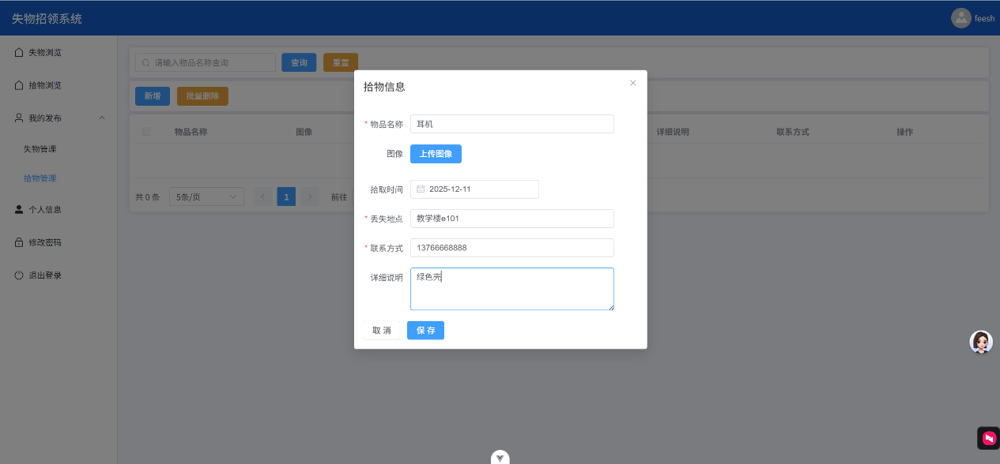 失物招领系统
feesh
失物浏览
拾物浏览
我的发布
失物管理
拾物管理
个人信息
修改密码
退出登录
请输入物品名称查询
查询
重置
新增
批量删除
物品名称
图像
详细说明
联系方式
操作
共 0 条
5条/页
1
前往
拾物信息
* 物品名称
耳机
图像
上传图像
拾取时间
2025-12-11
* 丢失地点
教学楼e101
* 联系方式
13766668888
详细说明
绿色壳
取 消
保 存